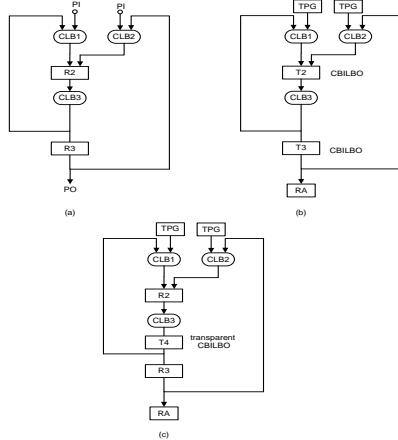 PI PI
CLB1 CLB2
R2
CLB3
R3
PO
(a)
TPG TPG
CLB1 CLB2
T2 CBILBO
CLB3
T3 CBILBO
RA
(b)
TPG TPG
CLB1 CLB2
R2
CLB3
T4 transparent
CBILBO
R3
RA
(c)